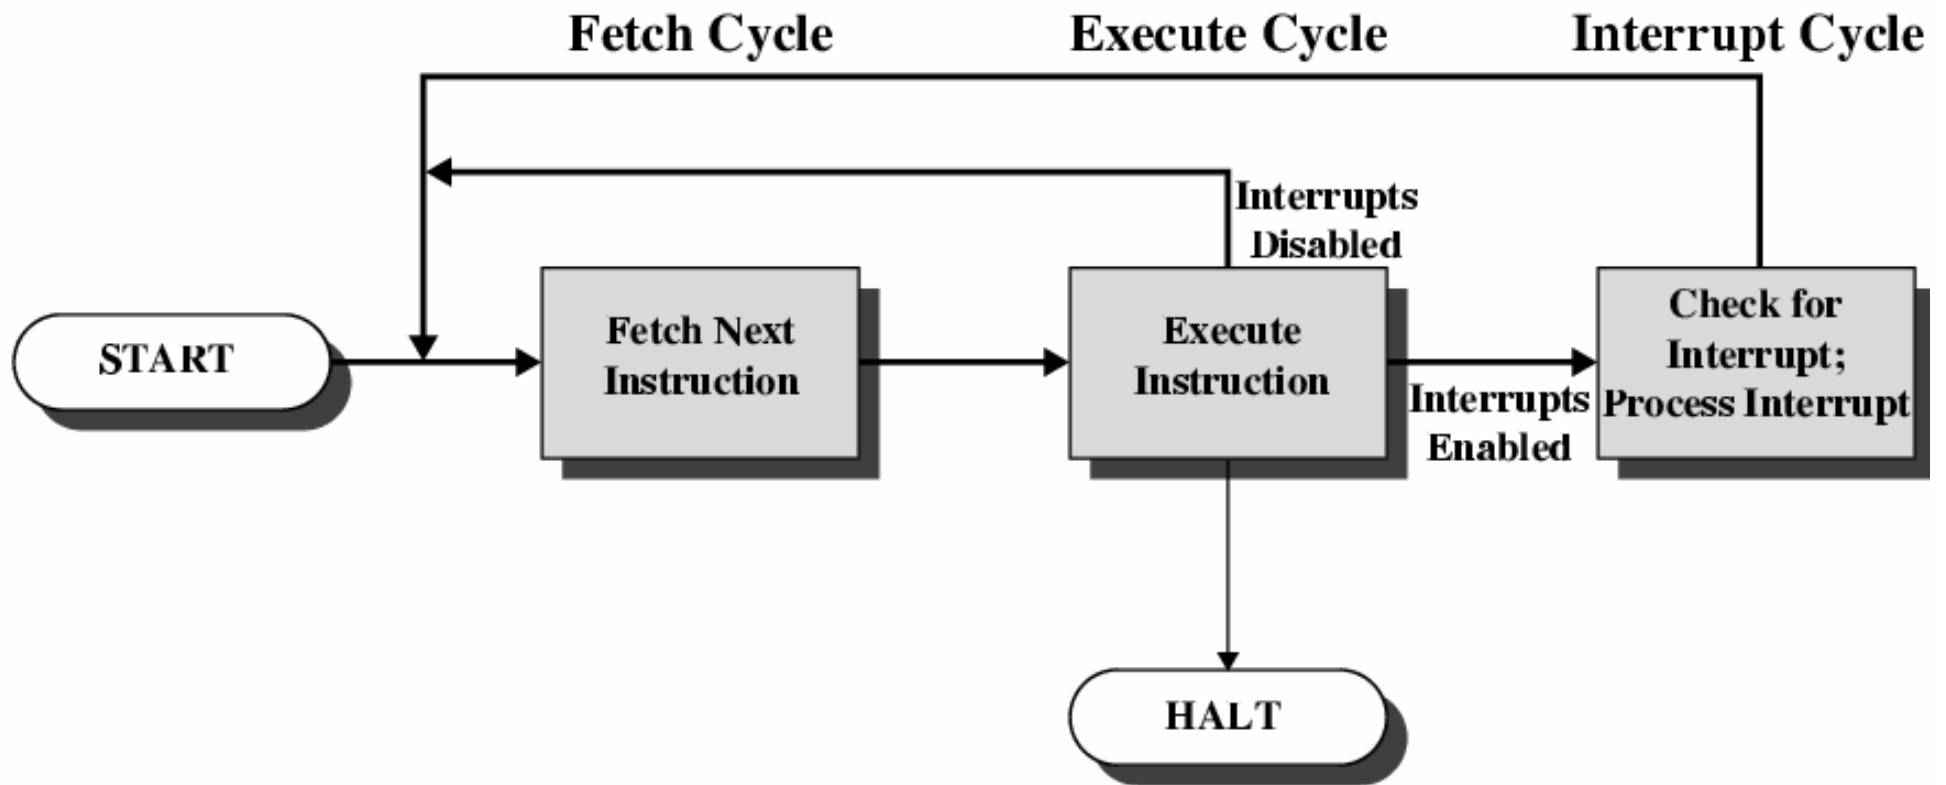 Fetch Cycle
Execute Cycle
Interrupt Cycle
Interrupts
Disabled
START
Fetch Next
Instruction
Execute
Instruction
Interrupts
Enabled
Check for
Interrupt;
Process Interrupt
HALT